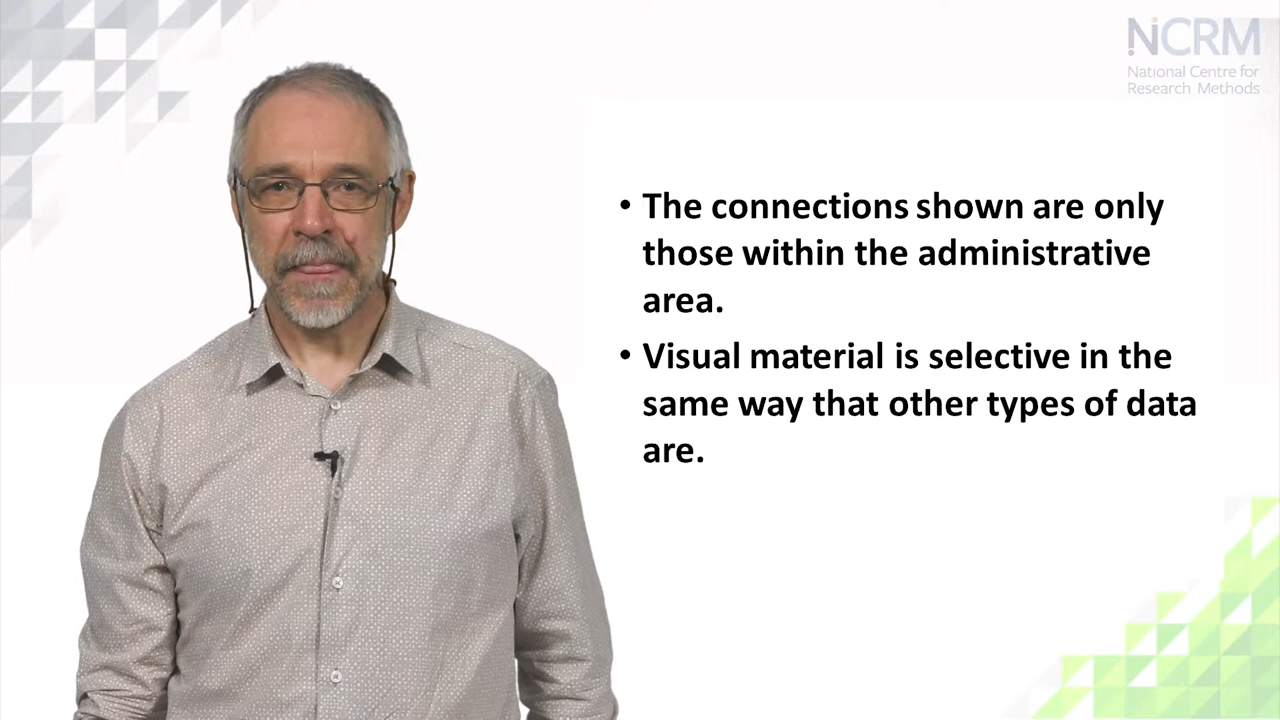 NCRM
National Centre for
Research Methods
• The connections shown are only
those within the administrative
area.
• Visual material is selective in the
same way that other types of data
are.